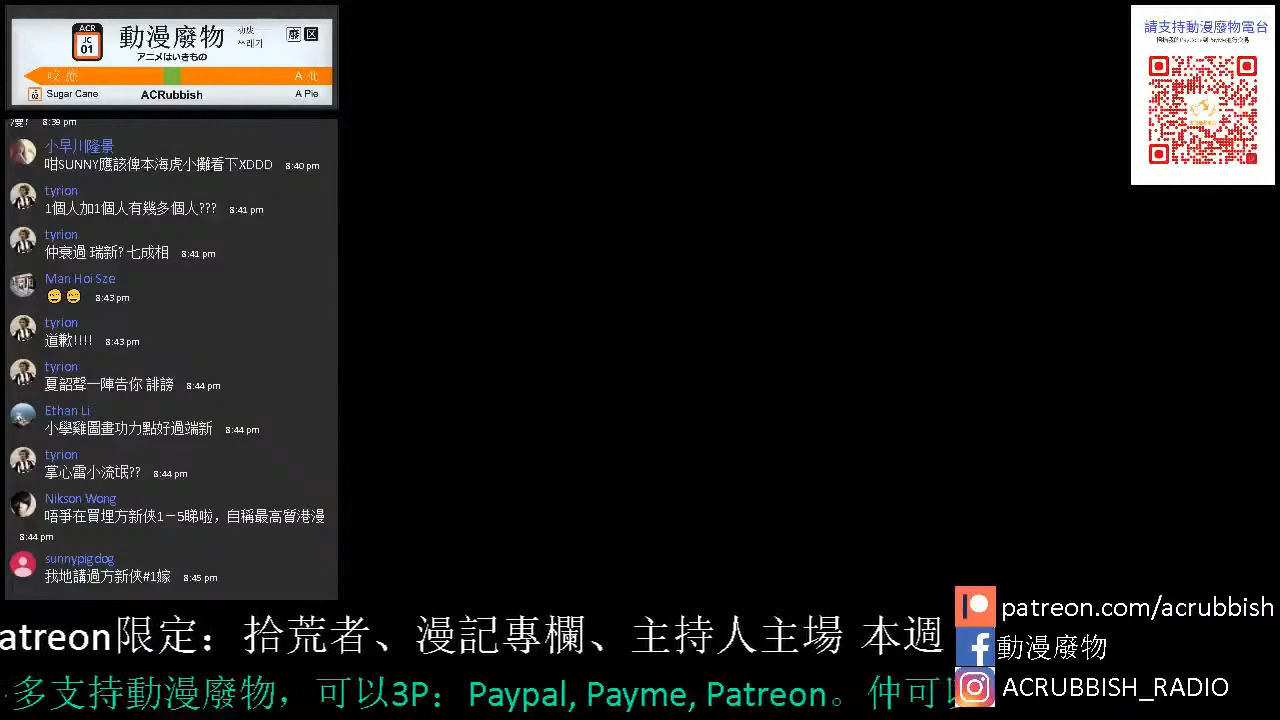 ACR
JC
01
動漫廢物
쓰레기
廢 区
アニメはいきもの
A 批
Sugar Cane
ACRubbish
A Pie
8:39 pm
小早川隆景
咁SUNNY應該俾本海虎小攤看下XDDD 8:40 pm
tyrion
1個人加1個人有幾多個人??? 8:41 pm
tyrion
仲衰過 瑞新? 七成相 8:41 pm
Man Hoi Sze
😄😄 8:43 pm
tyrion
道歉!!!! 8:43 pm
tyrion
夏韶聲一陣告你 誹謗 8:44 pm
Ethan Li
小學雞圖畫功力點好過端新 8:44 pm
tyrion
掌心雷小流氓?? 8:44 pm
Nikson Wong
唔爭在買埋方新俠1－5睇啦，自稱最高質港漫
8:44 pm
sunnypigdog
我地講過方新俠#1嫁 8:45 pm
請支持動漫廢物電台
atreon限定：拾荒者、漫記專欄、主持人主場 本週
多支持動漫廢物，可以3P：Paypal, Payme, Patreon。仲可
patreon.com/acrubbish
動漫廢物
ACRUBBISH_RADIO